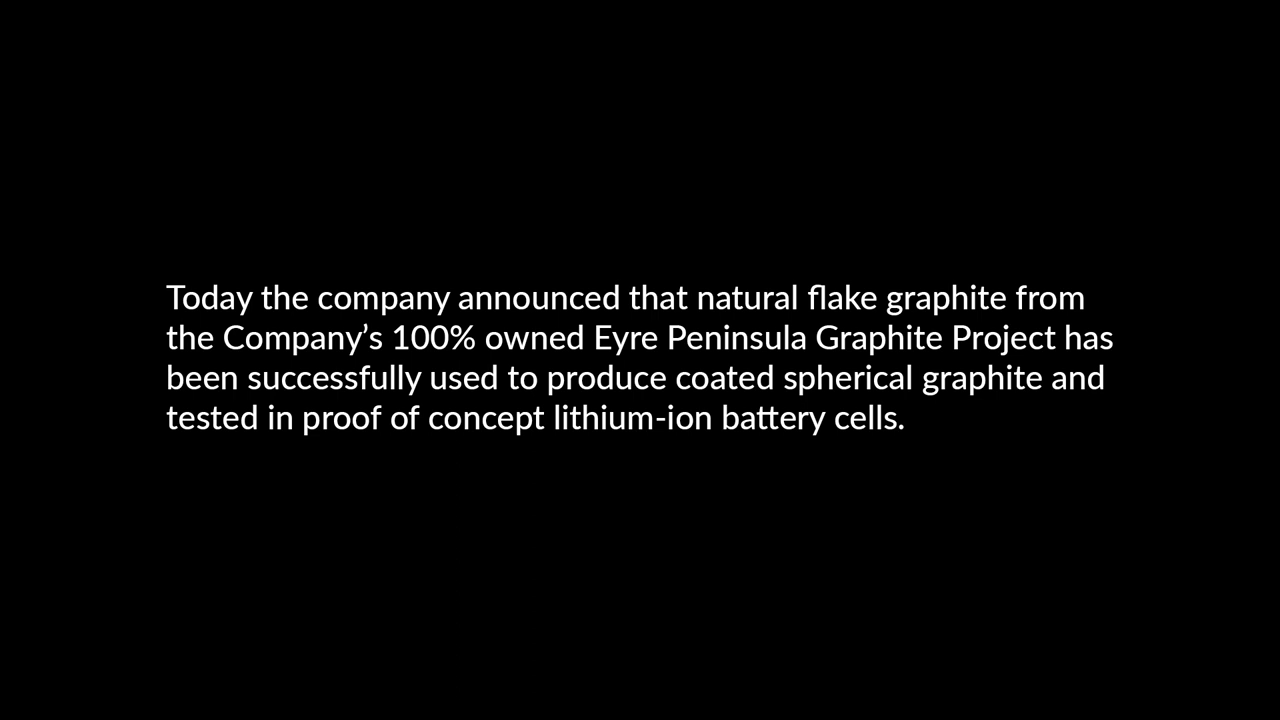 Today the company announced that natural flake graphite from
the Company’s 100% owned Eyre Peninsula Graphite Project has
been successfully used to produce coated spherical graphite and
tested in proof of concept lithium-ion battery cells.